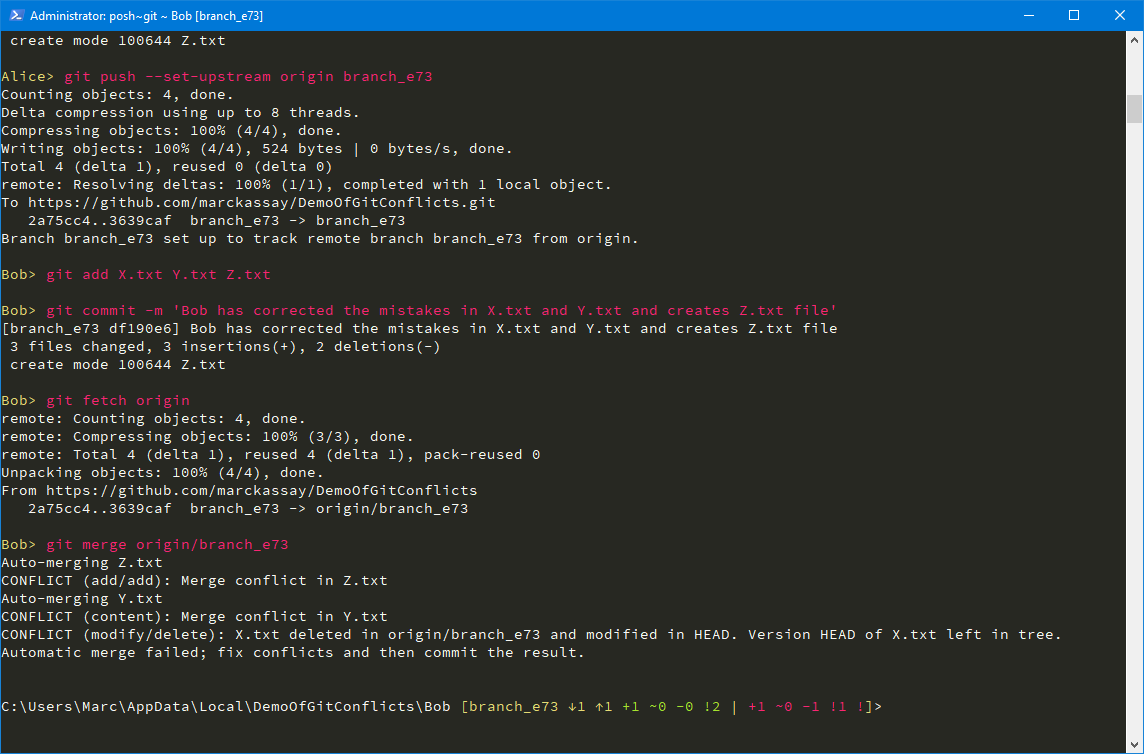 Administrator: posh~git ~ Bob [branch_e73]
create mode 100644 Z.txt
Alice> git push --set-upstream origin branch_e73
Counting objects: 4, done.
Delta compression using up to 8 threads.
Compressing objects: 100% (4/4), done.
Writing objects: 100% (4/4), 524 bytes | 0 bytes/s, done.
Total 4 (delta 1), reused 0 (delta 0)
remote: Resolving deltas: 100% (1/1), completed with 1 local object.
To https://github.com/marckassay/DemoOfGitConflicts.git
   2a75cc4..3639caf  branch_e73 -> branch_e73
Branch branch_e73 set up to track remote branch branch_e73 from origin.
Bob> git add X.txt Y.txt Z.txt
Bob> git commit -m 'Bob has corrected the mistakes in X.txt and Y.txt and creates Z.txt file'
[branch_e73 df190e6] Bob has corrected the mistakes in X.txt and Y.txt and creates Z.txt file
 3 files changed, 3 insertions(+), 2 deletions(-)
 create mode 100644 Z.txt
Bob> git fetch origin
remote: Counting objects: 4, done.
remote: Compressing objects: 100% (3/3), done.
remote: Total 4 (delta 1), reused 4 (delta 1), pack-reused 0
Unpacking objects: 100% (4/4), done.
From https://github.com/marckassay/DemoOfGitConflicts
   2a75cc4..3639caf  branch_e73 -> origin/branch_e73
Bob> git merge origin/branch_e73
Auto-merging Z.txt
CONFLICT (add/add): Merge conflict in Z.txt
Auto-merging Y.txt
CONFLICT (content): Merge conflict in Y.txt
CONFLICT (modify/delete): X.txt deleted in origin/branch_e73 and modified in HEAD. Version HEAD of X.txt left in tree.
Automatic merge failed; fix conflicts and then commit the result.
C:\Users\Marc\AppData\Local\DemoOfGitConflicts\Bob [branch_e73 ↓1 ↑1 +1 ~0 -0 !2 | +1 ~0 -1 !1 !]>